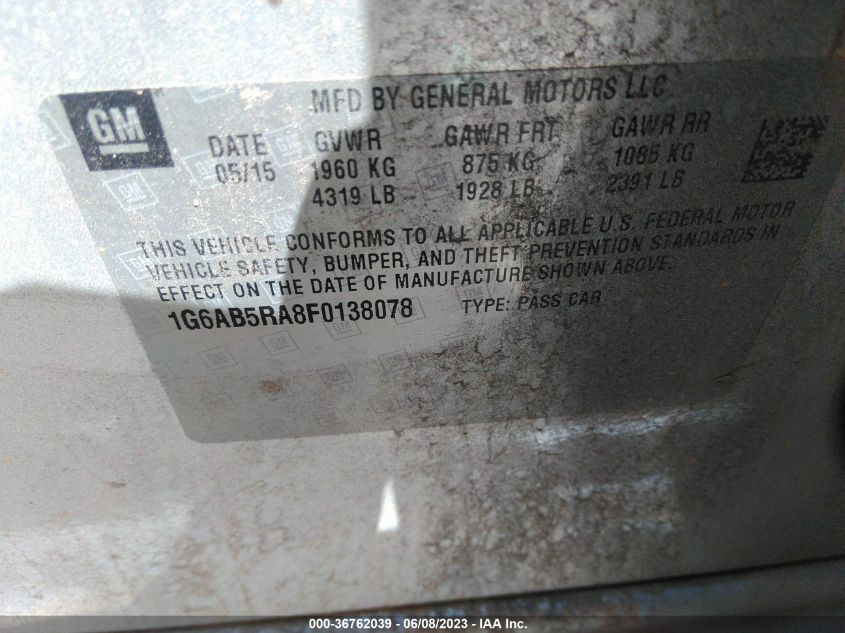 GM
MFD BY GENERAL MOTORS LLC
DATE GVWR GAWR FRT GAWR RR
05/15 1960 KG 875 KG 1085 KG
4319 LB 1928 LB 2391 LB
THIS VEHICLE CONFORMS TO ALL APPLICABLE U.S. FEDERAL MOTOR
VEHICLE SAFETY, BUMPER, AND THEFT PREVENTION STANDARDS IN
EFFECT ON THE DATE OF MANUFACTURE SHOWN ABOVE.
1G6AB5RA8F0138078 TYPE: PASS CAR
000-36762039 - 06/08/2023 - IAA Inc.